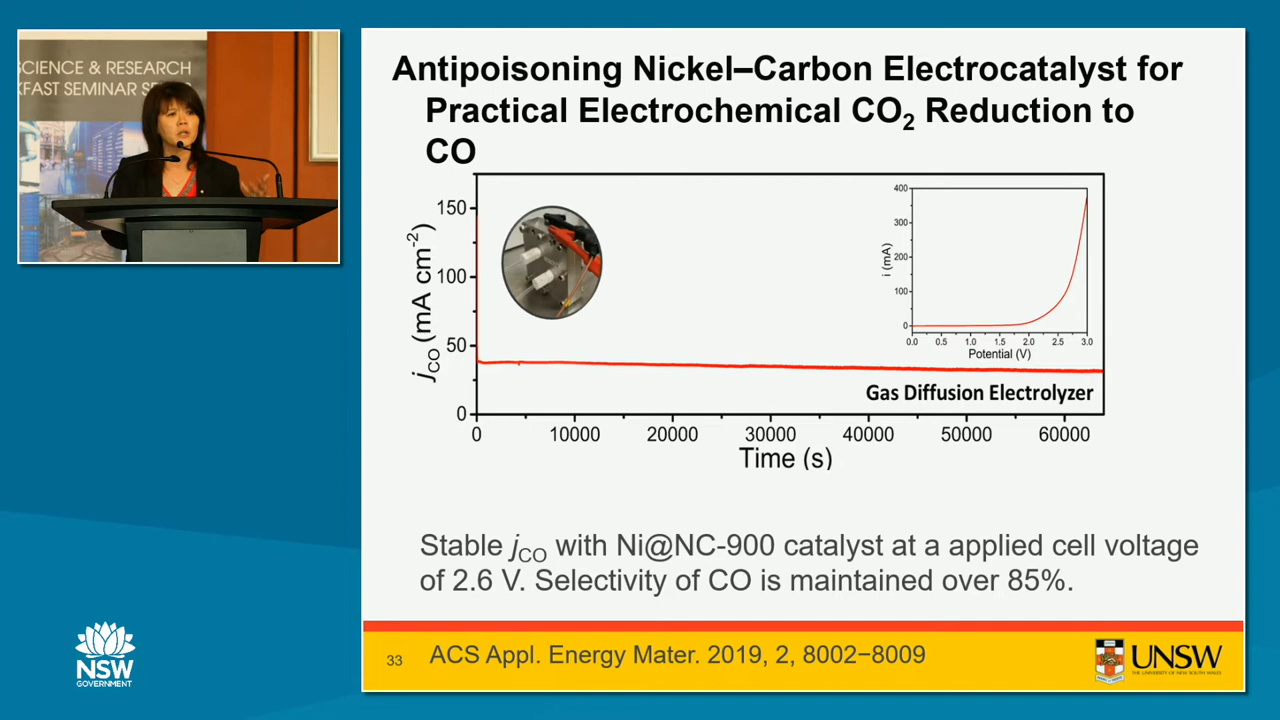 SCIENCE & RESEARCH
KFAST SEMINAR S
Antipoisoning Nickel–Carbon Electrocatalyst for
Practical Electrochemical CO₂ Reduction to
CO
jCO (mA cm⁻²)
150
100
50
0
0 10000 20000 30000 40000 50000 60000
Time (s)
i (mA)
400
300
200
100
0
0.0 0.5 1.0 1.5 2.0 2.5 3.0
Potential (V)
Gas Diffusion Electrolyzer
Stable jCO with Ni@NC-900 catalyst at a applied cell voltage
of 2.6 V. Selectivity of CO is maintained over 85%.
33
ACS Appl. Energy Mater. 2019, 2, 8002−8009
UNSW
THE UNIVERSITY OF NEW SOUTH WALES
NSW
GOVERNMENT